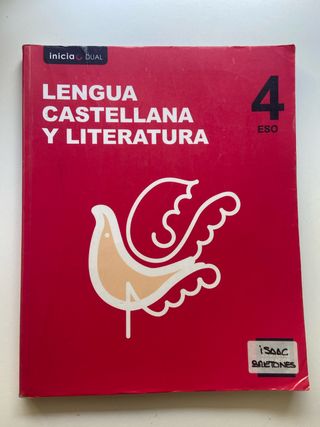 inicia DUAL
LENGUA
CASTELLANA
Y LITERATURA
4
ESO
ISAAC
BRETONES